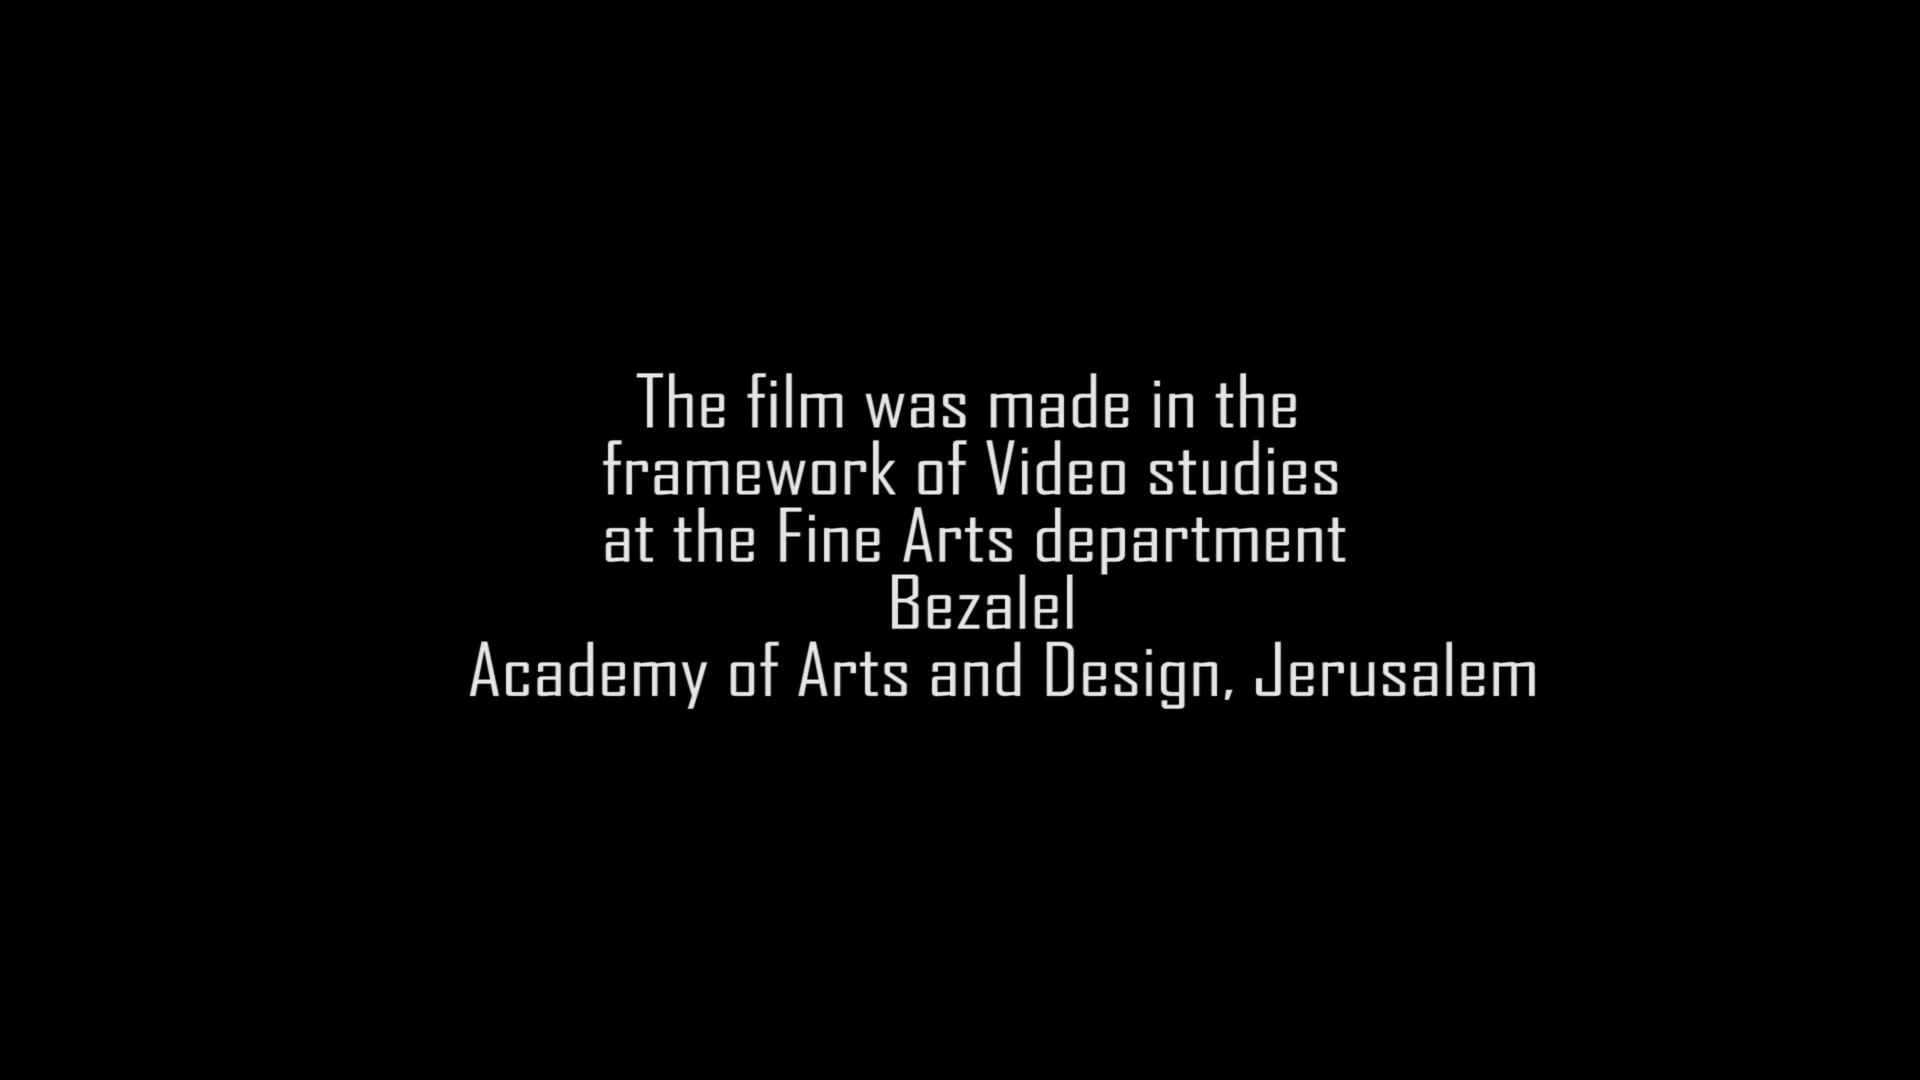 The film was made in the
framework of Video studies
at the Fine Arts department
Bezalel
Academy of Arts and Design, Jerusalem